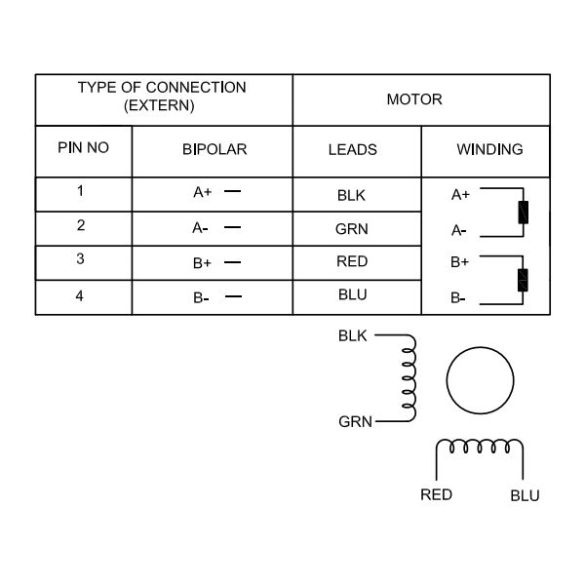 TYPE OF CONNECTION
(EXTERN)
MOTOR
PIN NO
BIPOLAR
LEADS
WINDING
1
A+ —
BLK
A+
2
A- —
GRN
A-
3
B+ —
RED
B+
4
B- —
BLU
B-
BLK
GRN
RED
BLU